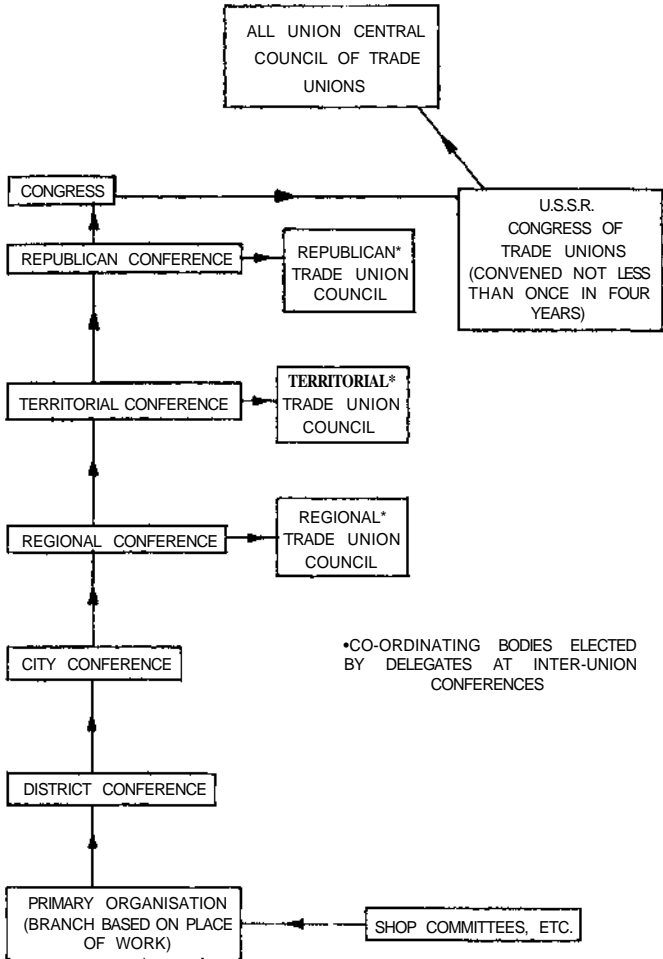 ALL UNION CENTRAL
COUNCIL OF TRADE
UNIONS
CONGRESS
U.S.S.R.
CONGRESS OF
TRADE UNIONS
(CONVENED NOT LESS
THAN ONCE IN FOUR
YEARS)
REPUBLICAN CONFERENCE
REPUBLICAN*
TRADE UNION
COUNCIL
TERRITORIAL CONFERENCE
TERRITORIAL*
TRADE UNION
COUNCIL
REGIONAL CONFERENCE
REGIONAL*
TRADE UNION
COUNCIL
CITY CONFERENCE
•CO-ORDINATING BODIES ELECTED
BY DELEGATES AT INTER-UNION
CONFERENCES
DISTRICT CONFERENCE
PRIMARY ORGANISATION
(BRANCH BASED ON PLACE
OF WORK)
SHOP COMMITTEES, ETC.